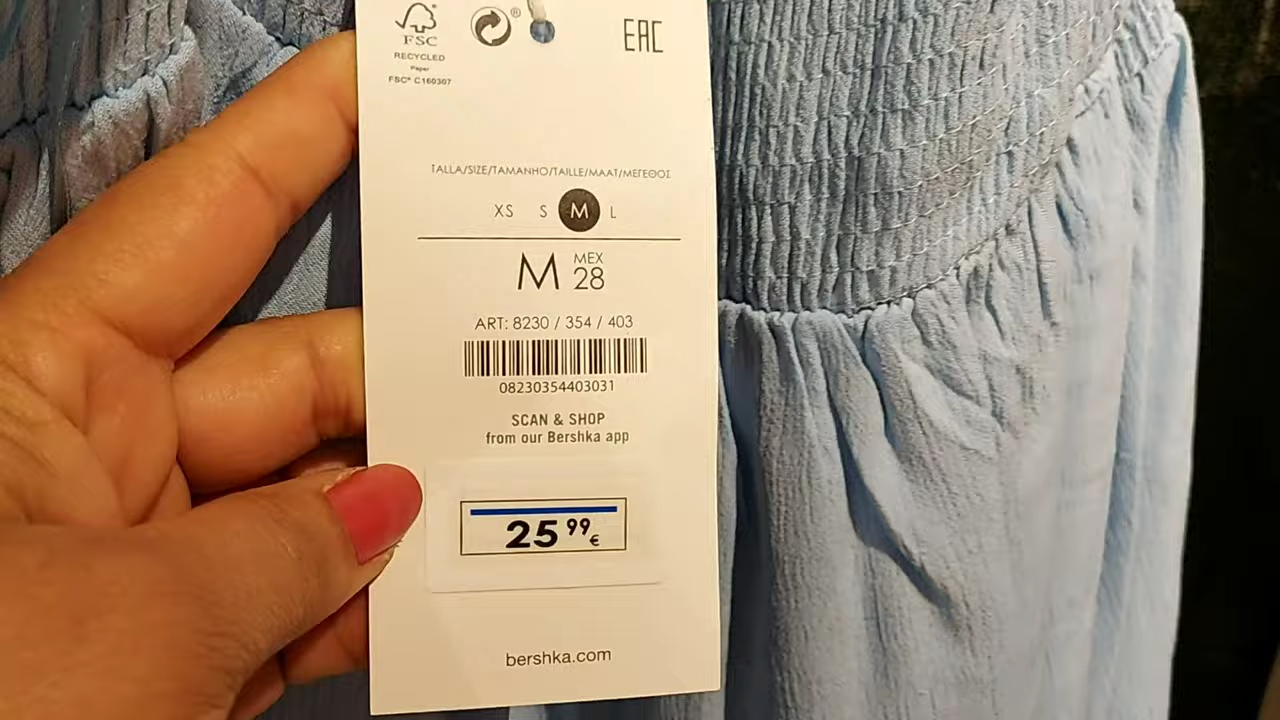 FSC
RECYCLED
Paper
FSC® C160307
®
EAC
TALLA/SIZE/TAMANHO/TAILLE/MAAT/ΜΕΓΕΘΟΣ
XS S M L
M MEX 28
ART: 8230 / 354 / 403
08230354403031
SCAN & SHOP
from our Bershka app
25 99 €
bershka.com